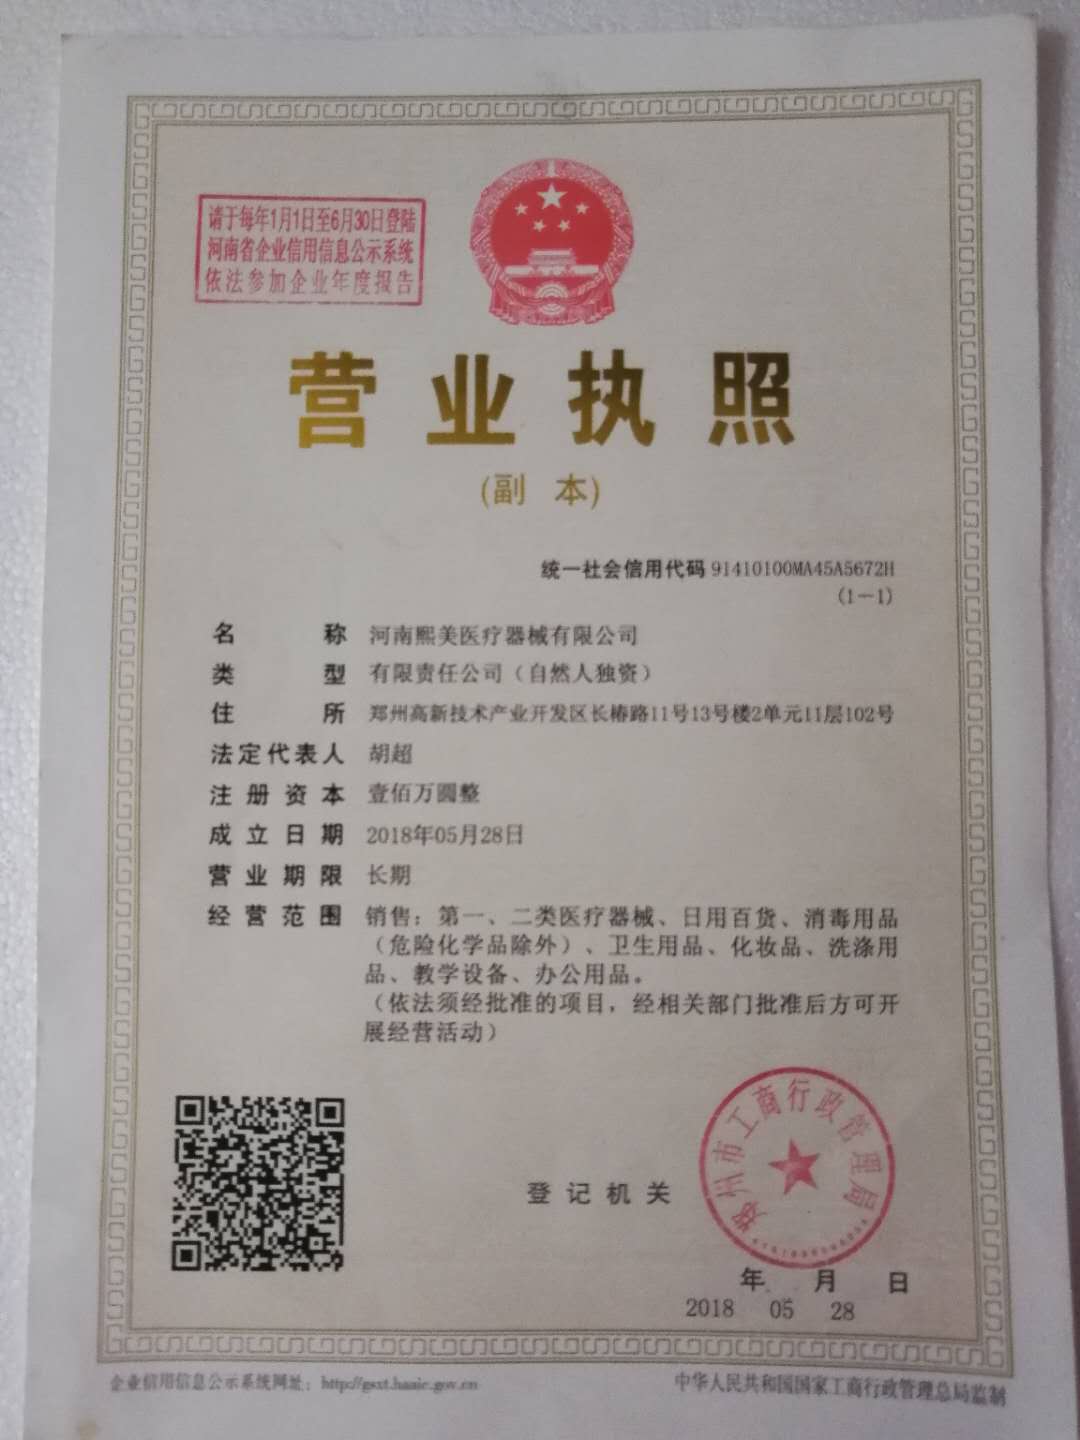 请于每年1月1日至6月30日登陆
河南省企业信用信息公示系统
依法参加企业年度报告
营业执照
(副 本)
统一社会信用代码 91410100MA45A5672H
(1-1)
名称 河南熙美医疗器械有限公司
类型 有限责任公司（自然人独资）
住所 郑州高新技术产业开发区长椿路11号13号楼2单元11层102号
法定代表人 胡超
注册资本 壹佰万圆整
成立日期 2018年05月28日
营业期限 长期
经营范围 销售：第一、二类医疗器械、日用百货、消毒用品
（危险化学品除外）、卫生用品、化妆品、洗涤用
品、教学设备、办公用品。
（依法须经批准的项目，经相关部门批准后方可开
展经营活动）
郑州市工商行政管理局
登记机关
年 月 日
2018 05 28
企业信用信息公示系统网址：http://gsxt.haaic.gov.cn
中华人民共和国国家工商行政管理总局监制